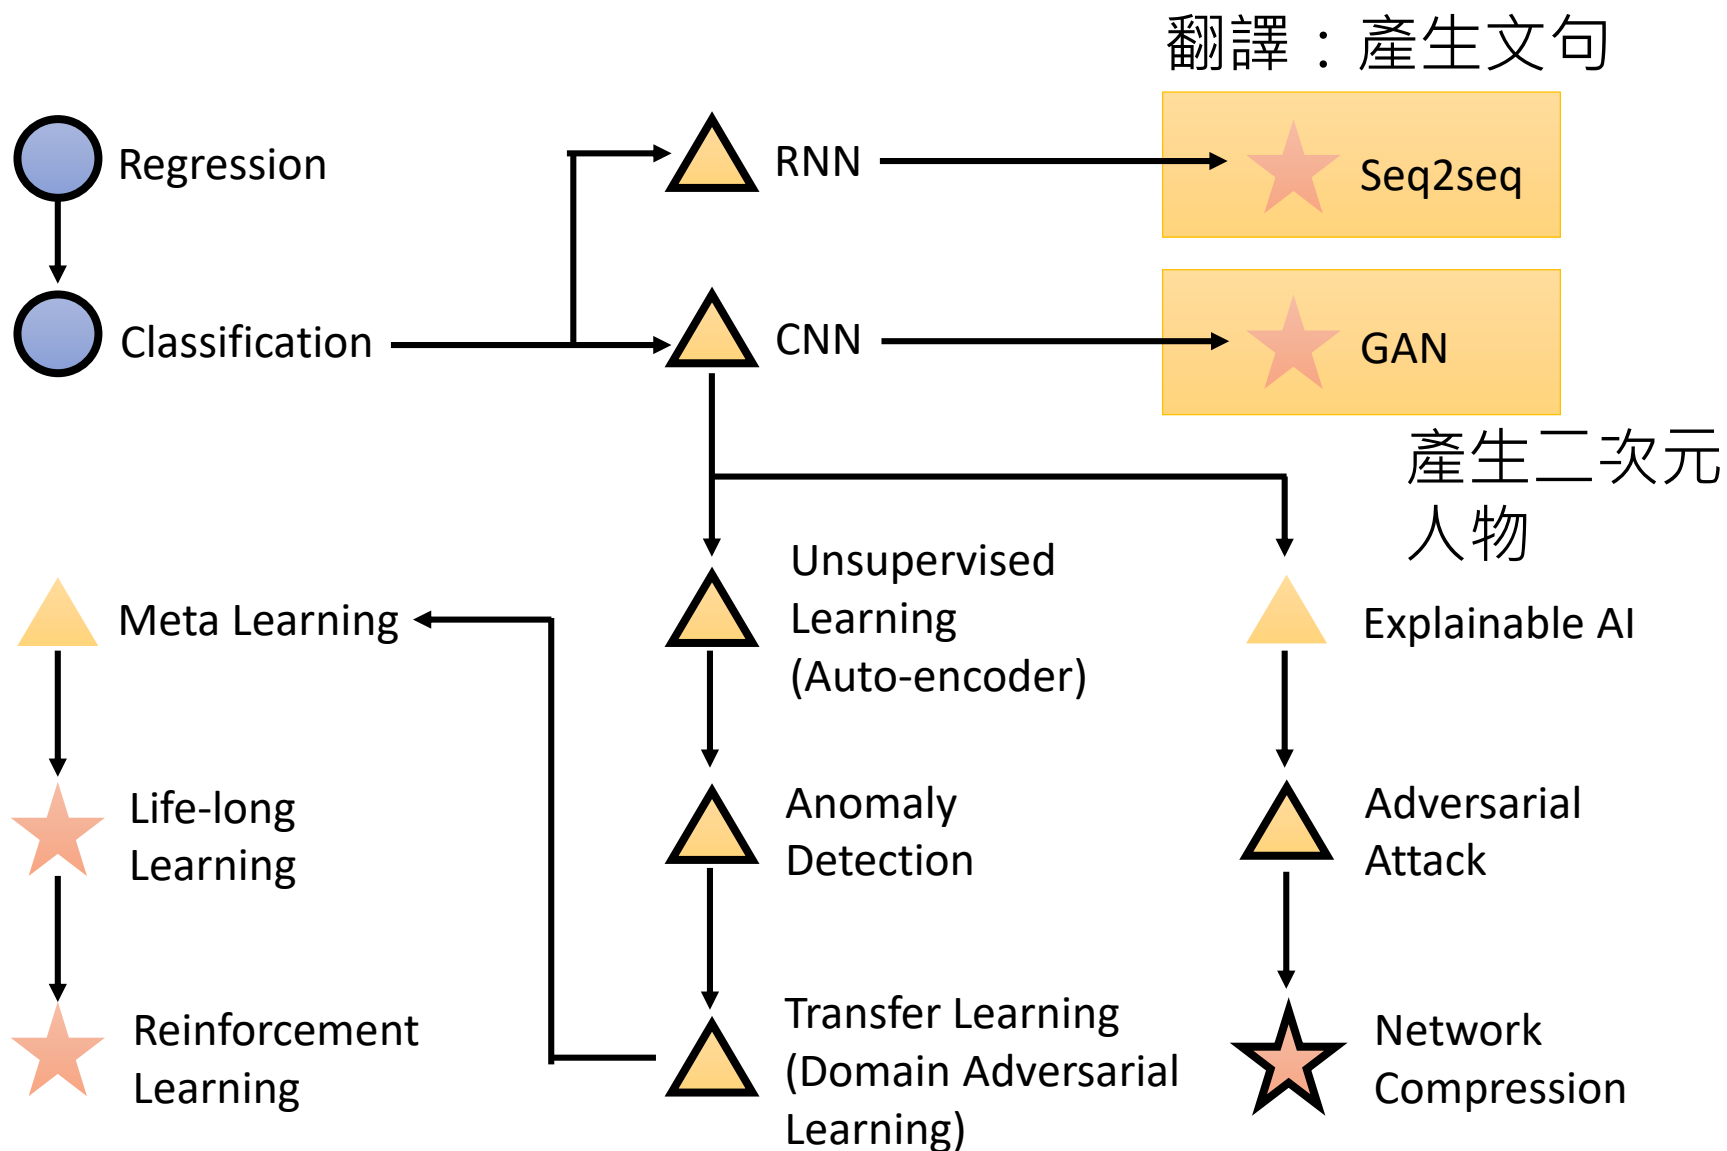 翻譯：產生文句
Regression
RNN
Seq2seq
Classification
CNN
GAN
產生二次元
人物
Meta Learning
Unsupervised
Learning
(Auto-encoder)
Explainable AI
Life-long
Learning
Anomaly
Detection
Adversarial
Attack
Reinforcement
Learning
Transfer Learning
(Domain Adversarial
Learning)
Network
Compression